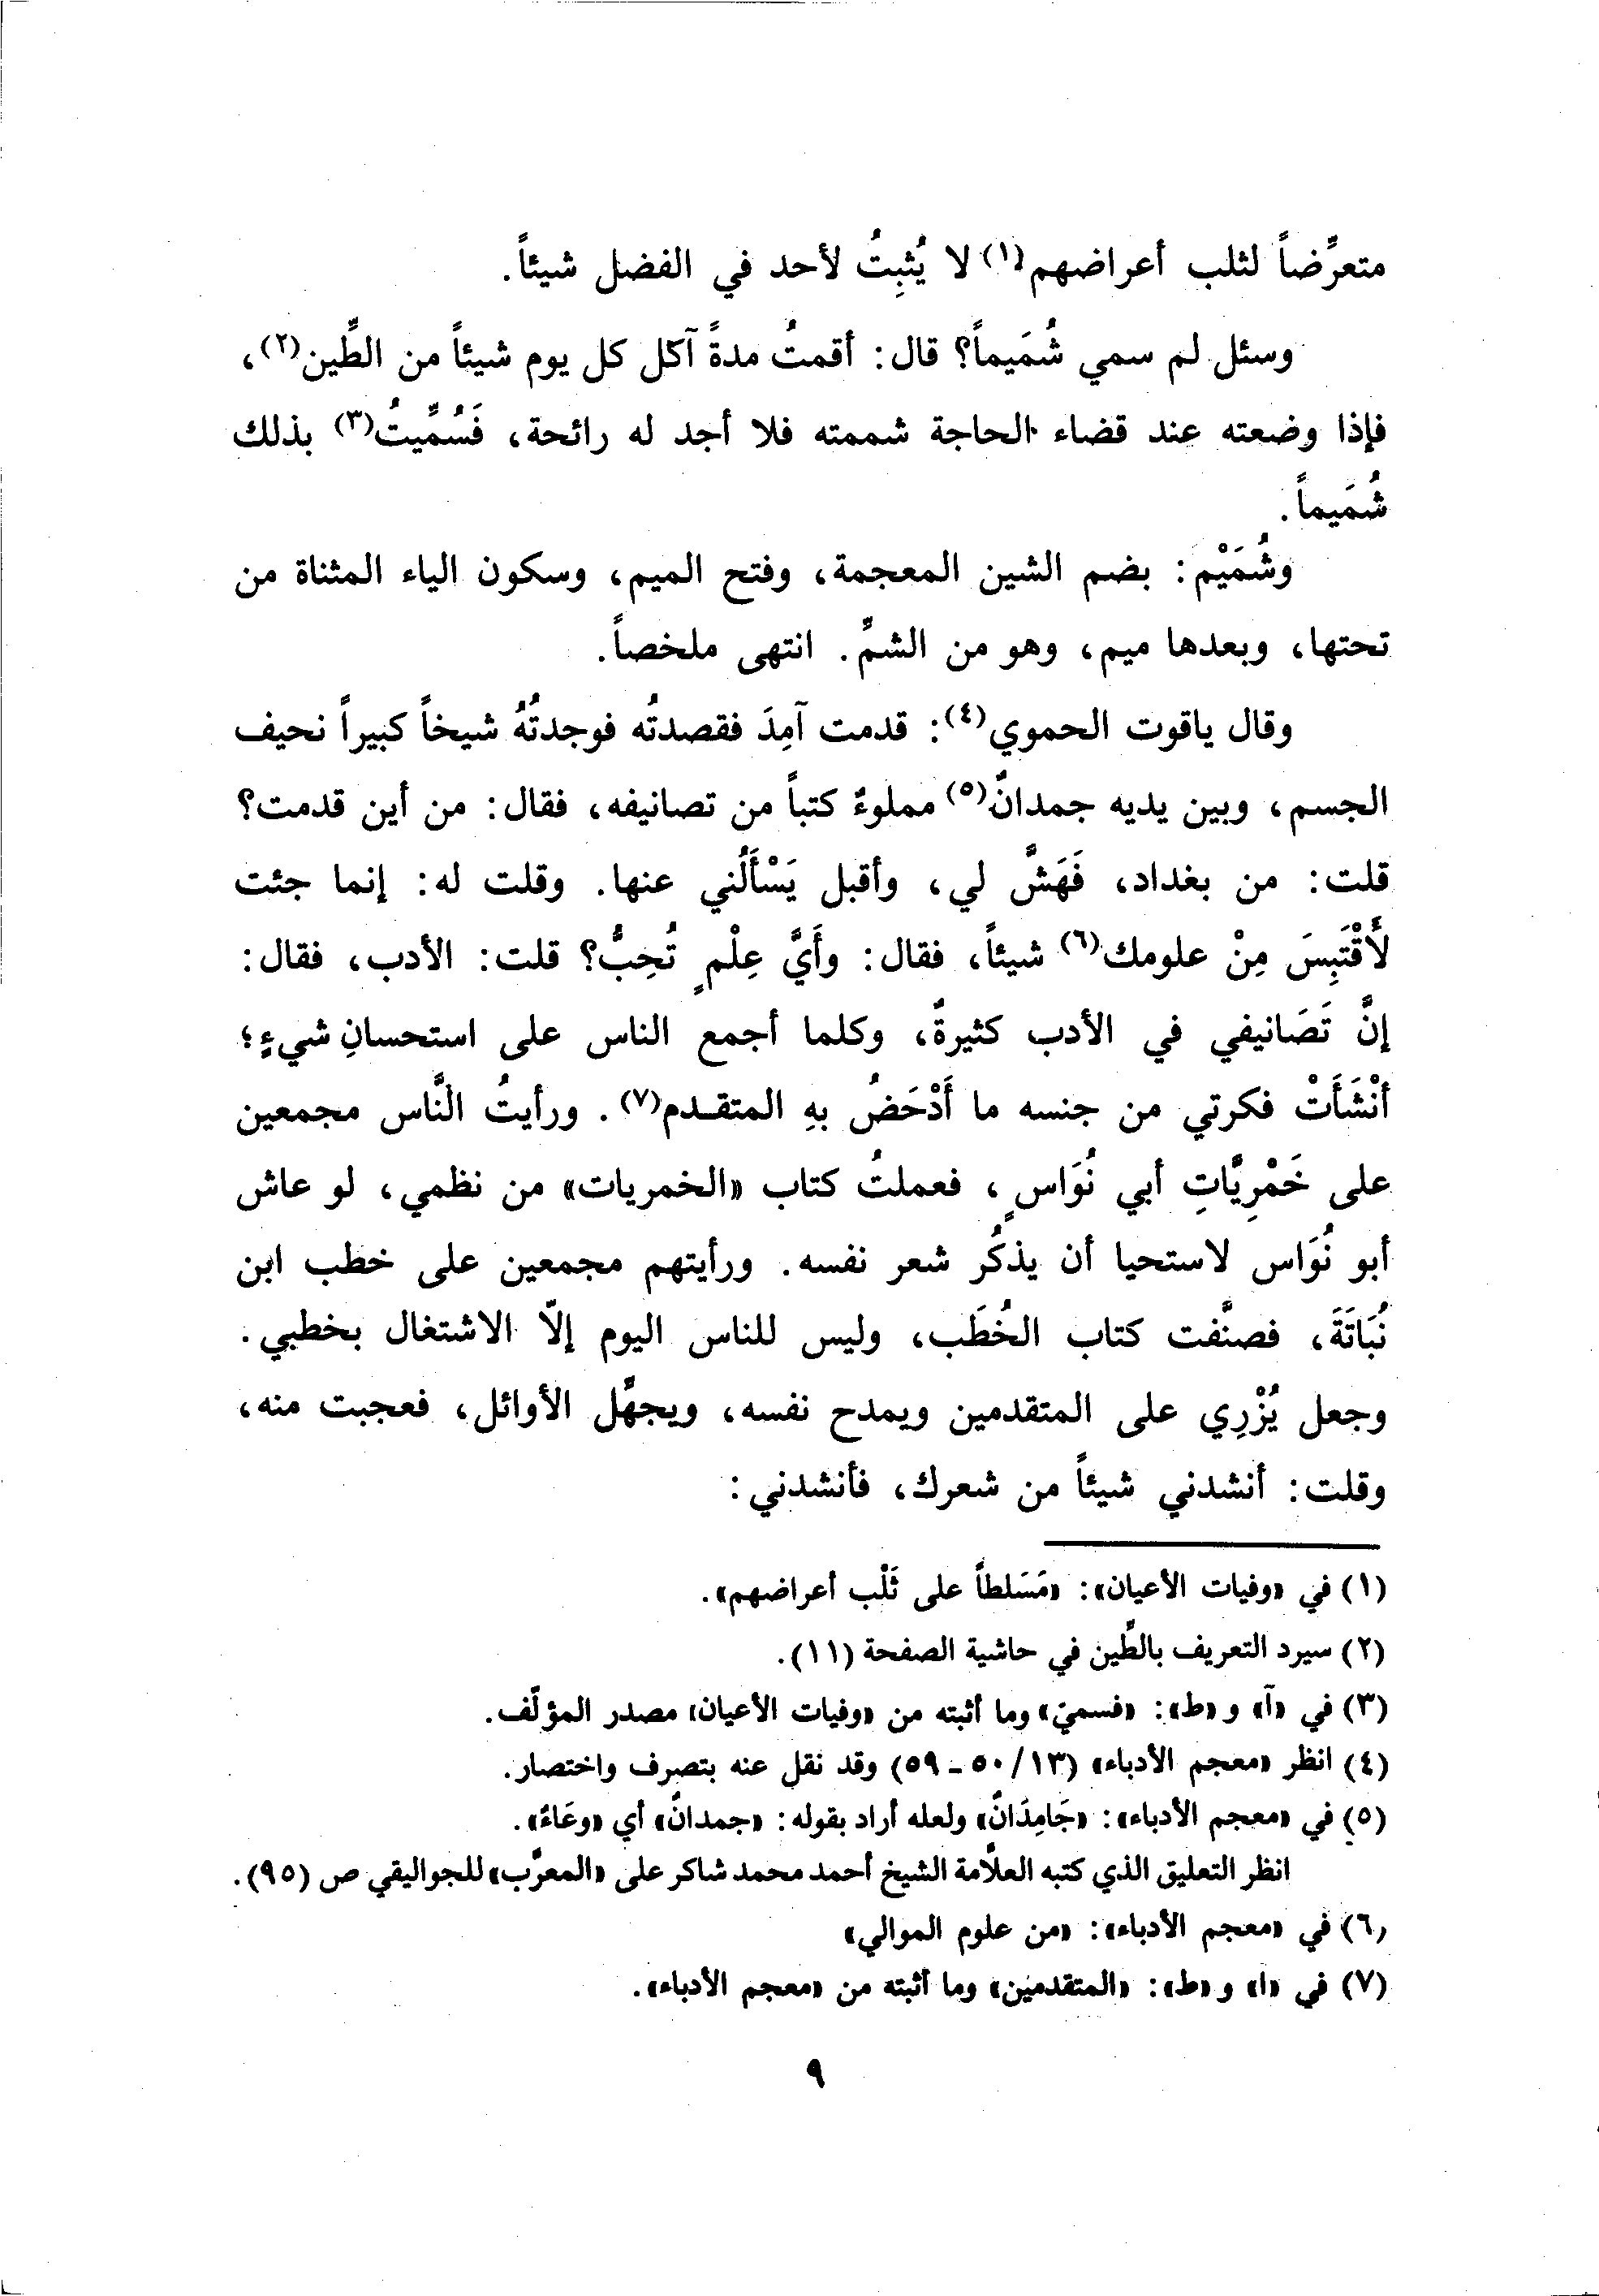 متعرِّضاً لثلب أعراضهم(١)، لا يُثبِتُ لأحد في الفضل شيئاً.
وسئل لم سمي شُمَيماً؟ قال: أقمتُ مدةً آكل كل يوم شيئاً من الطِّين(٢)،
فإذا وضعته عند قضاء الحاجة شممته فلا أجد له رائحة، فَسُمِّيتُ(٣) بذلك
شُمَيماً.
وشُمَيْم: بضم الشين المعجمة، وفتح الميم، وسكون الياء المثناة من
تحتها، وبعدها ميم، وهو من الشمِّ. انتهى ملخصاً.
وقال ياقوت الحموي(٤): قدمت آمِدَ فقصدتُه فوجدتُهُ شيخاً كبيراً نحيف
الجسم، وبين يديه جمدانٌ(٥) مملوءٌ كتباً من تصانيفه، فقال: من أين قدمت؟
قلت: من بغداد، فَهَشَّ لي، وأقبل يَسْأَلُني عنها. وقلت له: إنما جئت
لأَقْتَبِسَ مِنْ علومك(٦) شيئاً، فقال: وأَيَّ عِلْمٍ تُحِبُّ؟ قلت: الأدب، فقال:
إنَّ تَصَانيفي في الأدب كثيرةٌ، وكلما أجمع الناس على استحسانِ شيءٍ؛
أنْشَأَتْ فكرتي من جنسه ما أَدْحَضُ بهِ المتقدم(٧). ورأيتُ النَّاس مجمعين
على خَمْرِيَّاتِ أبي نُوَاسٍ، فعملتُ كتاب «الخمريات» من نظمي، لو عاش
أبو نُوَاس لاستحيا أن يذكُر شعر نفسه. ورأيتهم مجمعين على خطب ابن
نُبَاتَةَ، فصنَّفت كتاب الخُطَب، وليس للناس اليوم إلّا الاشتغال بخطبي.
وجعل يُزْرِي على المتقدمين ويمدح نفسه، ويجهِّل الأوائل، فعجبت منه،
وقلت: أنشدني شيئاً من شعرك، فأنشدني:
(١) في «وفيات الأعيان»: «مَسَلطاً على ثَلْب أعراضهم».
(٢) سيرد التعريف بالطِّين في حاشية الصفحة (١١).
(٣) في «آ» و«ط»: «فسميّ» وما أثبته من «وفيات الأعيان» مصدر المؤلّف.
(٤) انظر «معجم الأدباء» (١٣/ ٥٠ ـ ٥٩) وقد نقل عنه بتصرف واختصار.
(٥) في «معجم الأدباء»: «جَامِدَانٌ» ولعله أراد بقوله: «جمدانٌ» أي «وعَاءٌ».
انظر التعليق الذي كتبه العلّامة الشيخ أحمد محمد شاكر على «المعرَّب» للجواليقي ص (٩٥).
(٦) في «معجم الأدباء»: «من علوم الموالي»
(٧) في «ا» و«ط»: «المتقدمين» وما أثبته من «معجم الأدباء».
٩